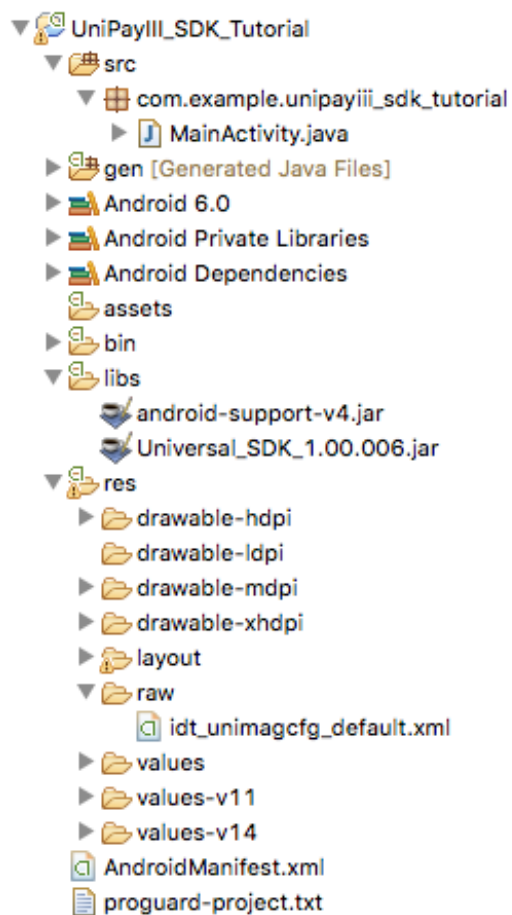 UniPayIII_SDK_Tutorial
src
com.example.unipayiii_sdk_tutorial
MainActivity.java
gen [Generated Java Files]
Android 6.0
Android Private Libraries
Android Dependencies
assets
bin
libs
android-support-v4.jar
Universal_SDK_1.00.006.jar
res
drawable-hdpi
drawable-ldpi
drawable-mdpi
drawable-xhdpi
layout
raw
idt_unimagcfg_default.xml
values
values-v11
values-v14
AndroidManifest.xml
proguard-project.txt